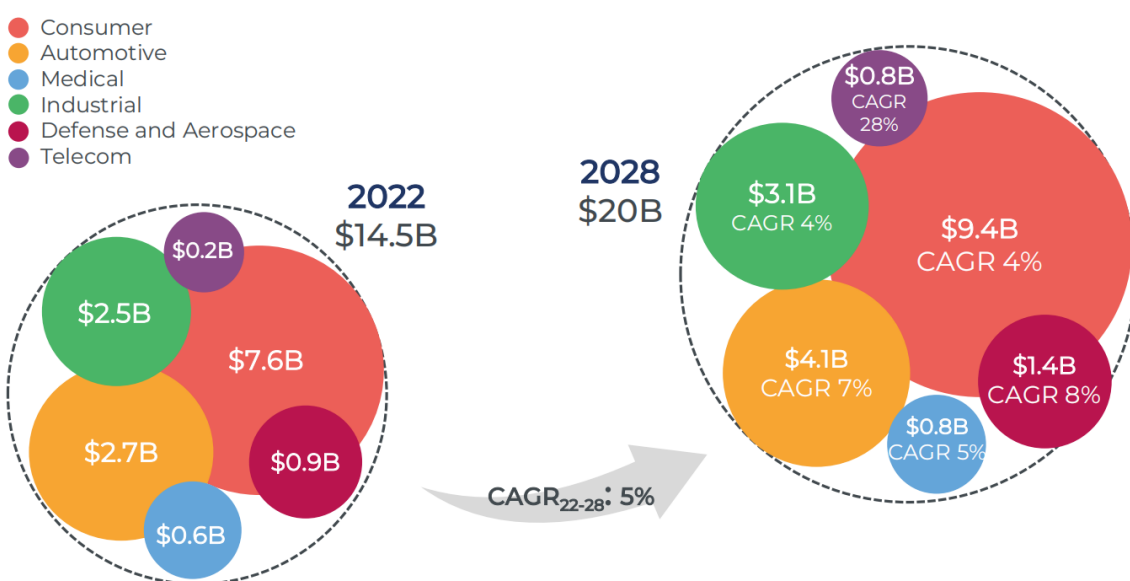 Consumer
Automotive
Medical
Industrial
Defense and Aerospace
Telecom
2022
$14.5B
$0.2B
$2.5B
$7.6B
$2.7B
$0.9B
$0.6B
CAGR22-28: 5%
2028
$20B
$0.8B
CAGR
28%
$3.1B
CAGR 4%
$9.4B
CAGR 4%
$4.1B
CAGR 7%
$1.4B
CAGR 8%
$0.8B
CAGR 5%